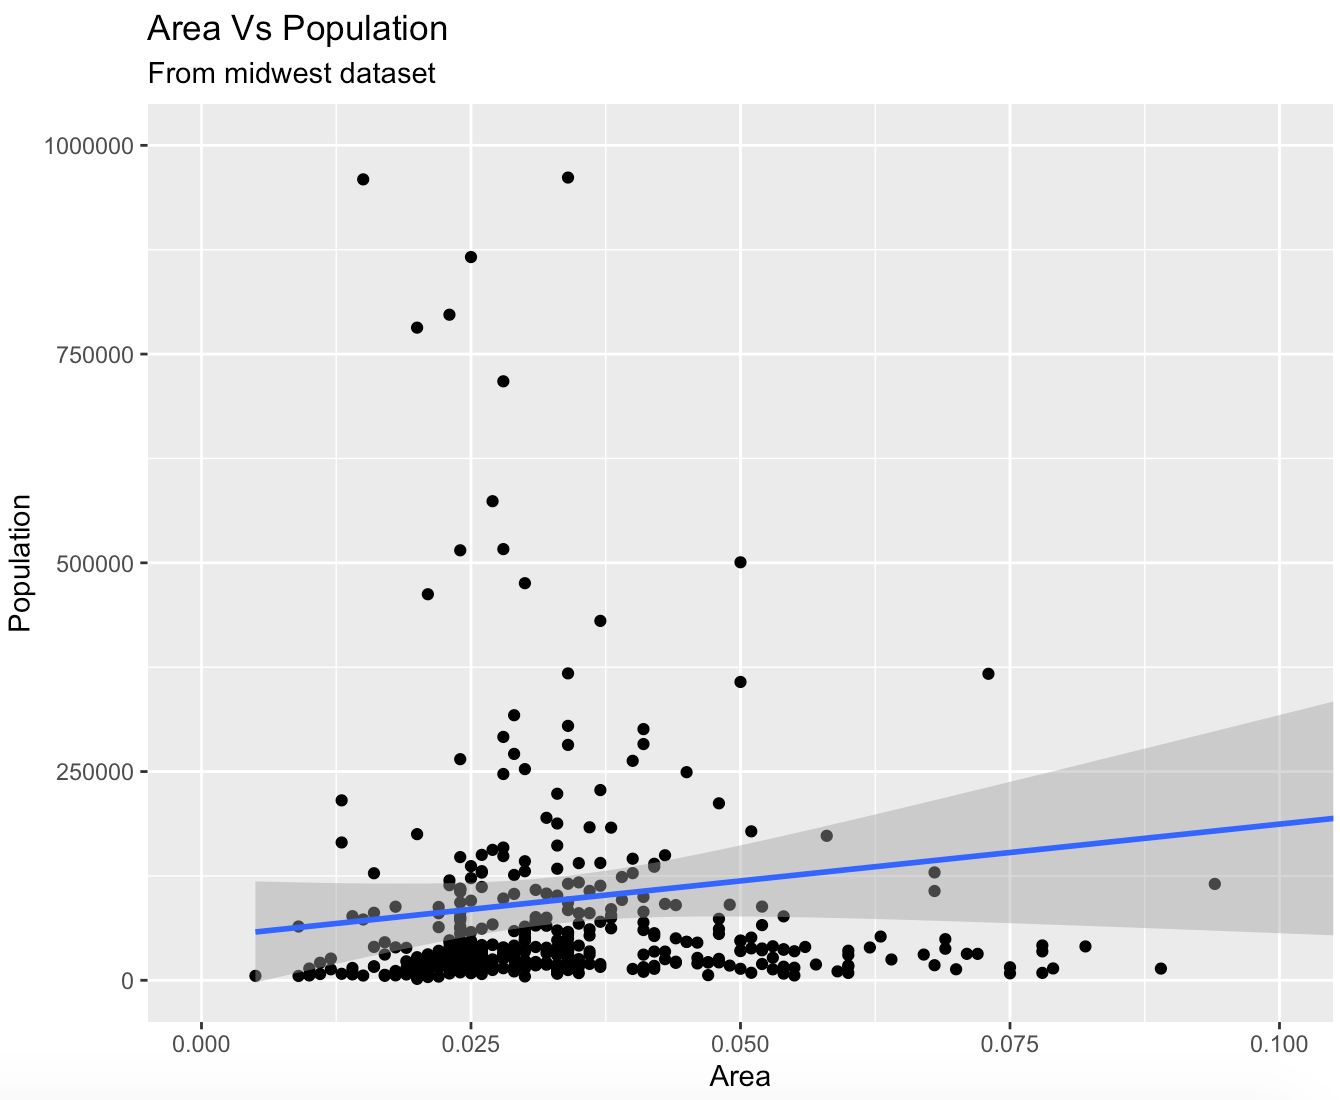 Area Vs Population
From midwest dataset
Population
1000000
750000
500000
250000
0
0.000 0.025 0.050 0.075 0.100
Area